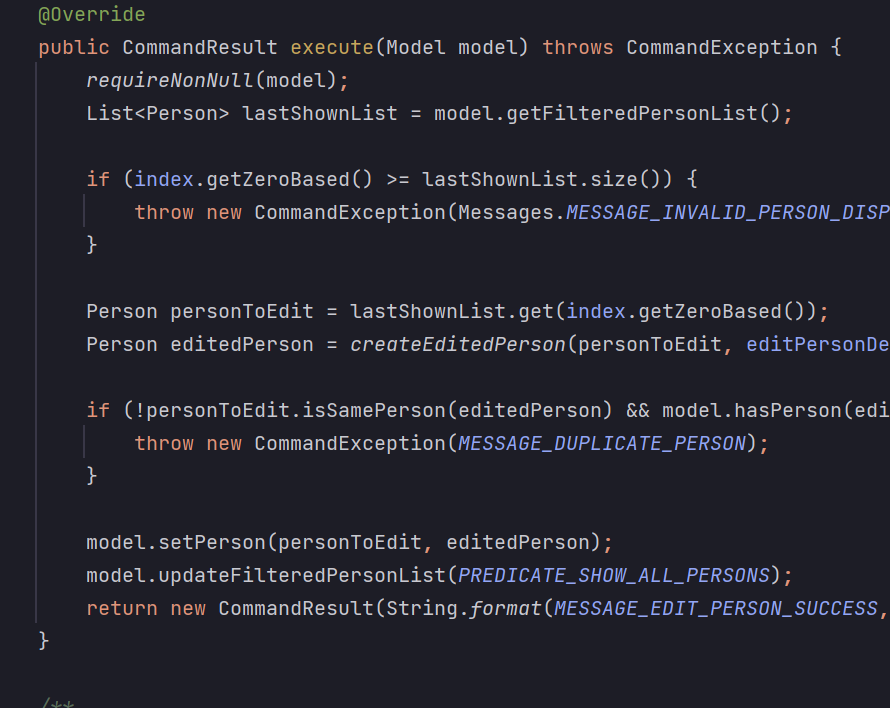 @Override
public CommandResult execute(Model model) throws CommandException {
requireNonNull(model);
List<Person> lastShownList = model.getFilteredPersonList();
if (index.getZeroBased() >= lastShownList.size()) {
throw new CommandException(Messages.MESSAGE_INVALID_PERSON_DISP
}
Person personToEdit = lastShownList.get(index.getZeroBased());
Person editedPerson = createEditedPerson(personToEdit, editPersonDe
if (!personToEdit.isSamePerson(editedPerson) && model.hasPerson(edi
throw new CommandException(MESSAGE_DUPLICATE_PERSON);
}
model.setPerson(personToEdit, editedPerson);
model.updateFilteredPersonList(PREDICATE_SHOW_ALL_PERSONS);
return new CommandResult(String.format(MESSAGE_EDIT_PERSON_SUCCESS,
}
/**